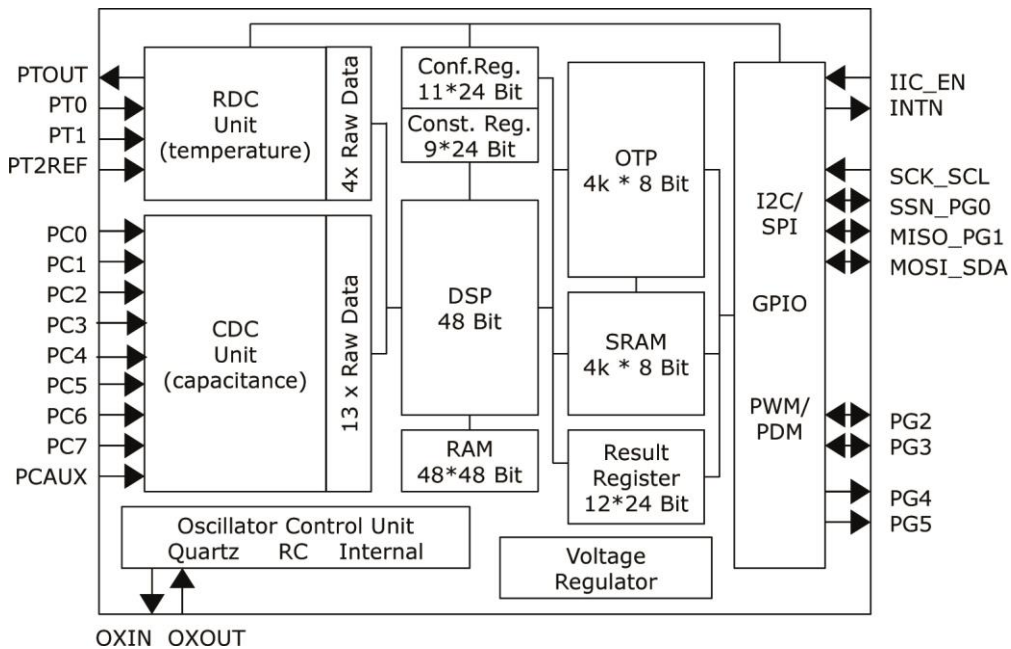 PTOUT
PT0
PT1
PT2REF
RDC
Unit
(temperature)
4x Raw Data
PC0
PC1
PC2
PC3
PC4
PC5
PC6
PC7
PCAUX
CDC
Unit
(capacitance)
13 x Raw Data
Conf.Reg.
11*24 Bit
Const. Reg.
9*24 Bit
DSP
48 Bit
RAM
48*48 Bit
OTP
4k * 8 Bit
SRAM
4k * 8 Bit
Result
Register
12*24 Bit
I2C/
SPI
GPIO
PWM/
PDM
IIC_EN
INTN
SCK_SCL
SSN_PG0
MISO_PG1
MOSI_SDA
PG2
PG3
PG4
PG5
Oscillator Control Unit
Quartz RC Internal
Voltage
Regulator
OXIN OXOUT